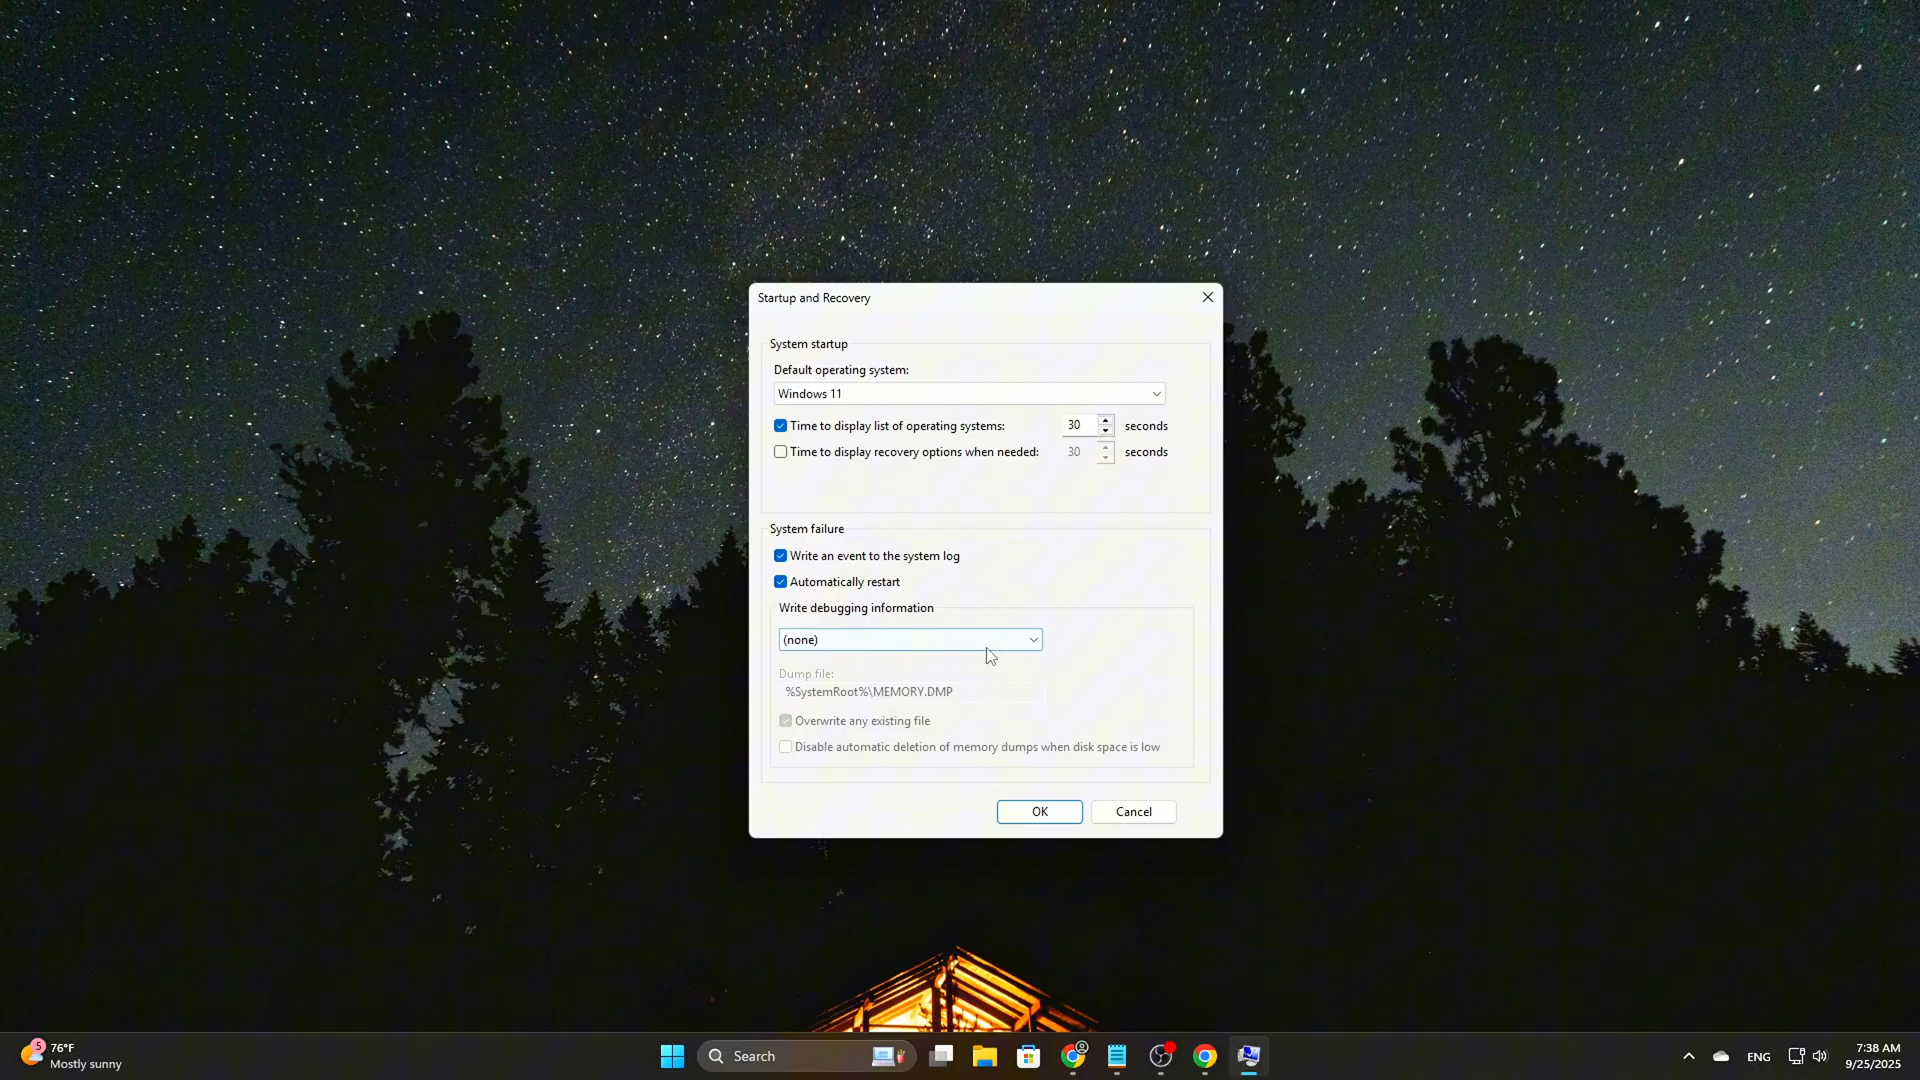 Startup and Recovery
System startup
Default operating system:
Windows 11
Time to display list of operating systems: 30 seconds
Time to display recovery options when needed: 30 seconds
System failure
Write an event to the system log
Automatically restart
Write debugging information
(none)
Dump file:
%SystemRoot%\MEMORY.DMP
Overwrite any existing file
Disable automatic deletion of memory dumps when disk space is low
OK Cancel
5 76°F
Mostly sunny
Search
ENG
7:38 AM
9/25/2025